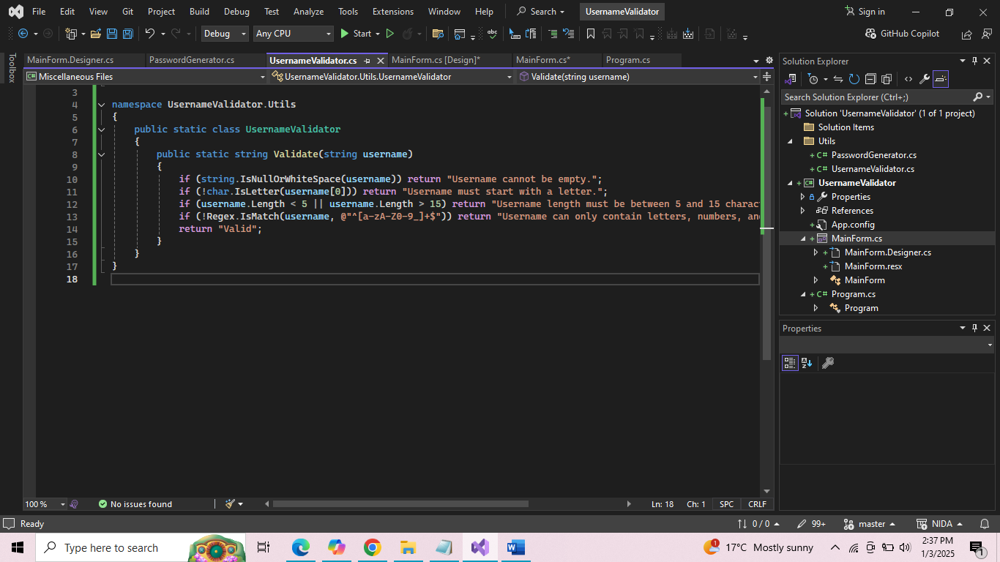 File Edit View Git Project Build Debug Test Analyze Tools Extensions Window Help Search UsernameValidator Sign in
Debug Any CPU Start GitHub Copilot
Toolbox
MainForm.Designer.cs PasswordGenerator.cs UsernameValidator.cs MainForm.cs [Design]* MainForm.cs* Program.cs
Miscellaneous Files UsernameValidator.Utils.UsernameValidator Validate(string username)
3
4 namespace UsernameValidator.Utils
5 {
6 public static class UsernameValidator
7 {
8 public static string Validate(string username)
9 {
10 if (string.IsNullOrWhiteSpace(username)) return "Username cannot be empty.";
11 if (!char.IsLetter(username[0])) return "Username must start with a letter.";
12 if (username.Length < 5 || username.Length > 15) return "Username length must be between 5 and 15 charac
13 if (!Regex.IsMatch(username, @"^[a-zA-Z0-9_]+$")) return "Username can only contain letters, numbers, an
14 return "Valid";
15 }
16 }
17 }
18
100 % No issues found Ln: 18 Ch: 1 SPC CRLF
Solution Explorer
Search Solution Explorer (Ctrl+;)
Solution 'UsernameValidator' (1 of 1 project)
Solution Items
Utils
C# PasswordGenerator.cs
C# UsernameValidator.cs
C# UsernameValidator
Properties
References
App.config
MainForm.cs
MainForm.Designer.cs
MainForm.resx
MainForm
C# Program.cs
Program
Properties
Ready 0 / 0 99+ master NIDA
Type here to search 1 17°C Mostly sunny 2:37 PM
1/3/2025 1